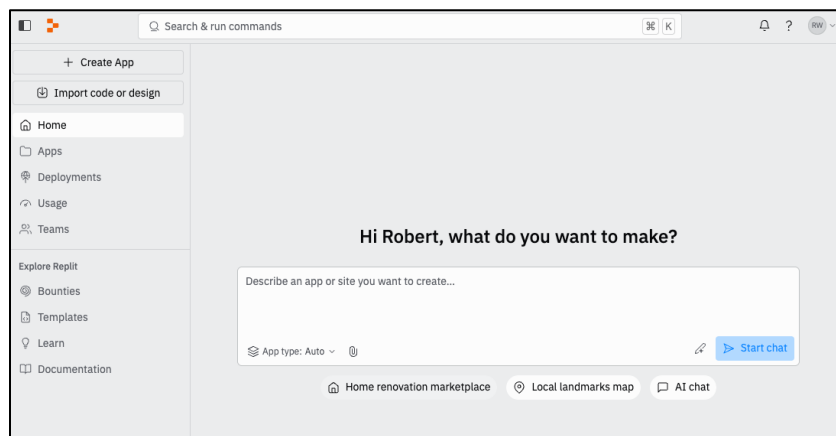 Search & run commands
⌘ K
?
RW
+ Create App
Import code or design
Home
Apps
Deployments
Usage
Teams
Explore Replit
Bounties
Templates
Learn
Documentation
Hi Robert, what do you want to make?
Describe an app or site you want to create...
App type: Auto
Start chat
Home renovation marketplace
Local landmarks map
AI chat